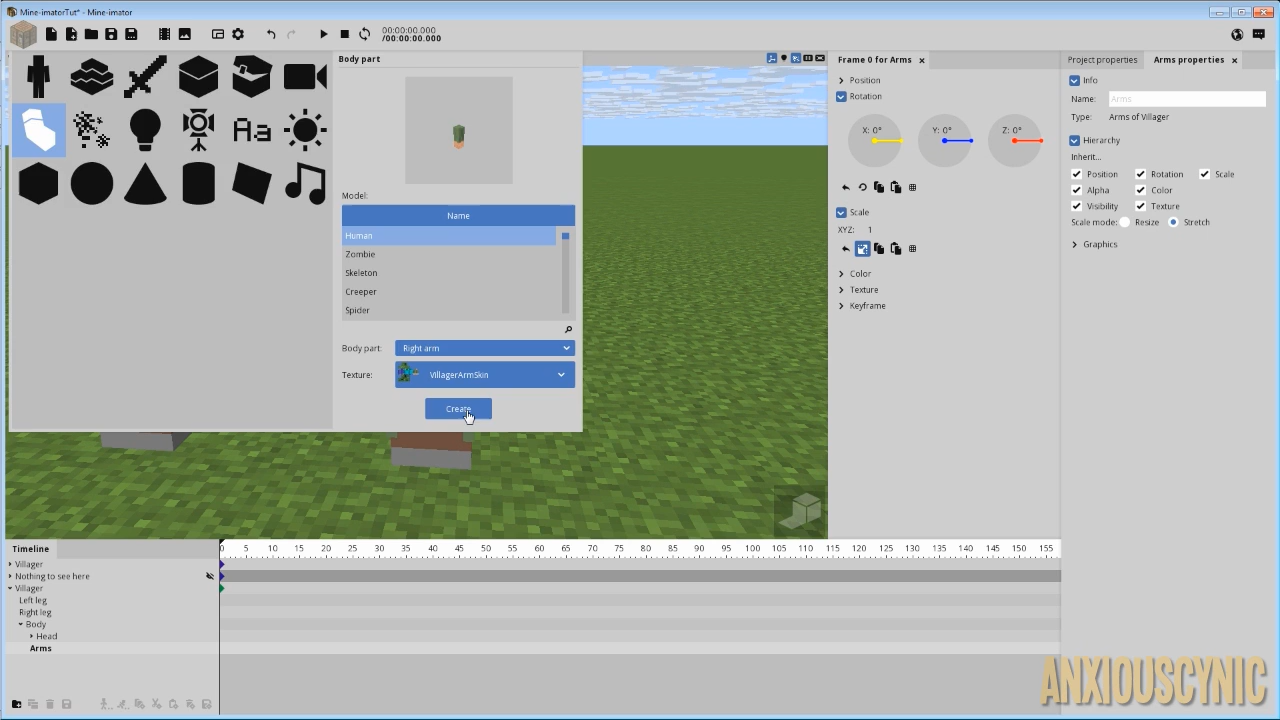 Mine-imatorTut* - Mine-imator
00:00:00.000
/00:00:00.000
Body part
Model:
Name
Human
Zombie
Skeleton
Creeper
Spider
Body part:
Right arm
Texture:
VillagerArmSkin
Create
Frame 0 for Arms
Position
Rotation
X: 0°
Y: 0°
Z: 0°
Scale
XYZ: 1
Color
Texture
Keyframe
Project properties
Arms properties
Info
Name:
Arms
Type:
Arms of Villager
Hierarchy
Inherit...
Position Rotation Scale
Alpha Color
Visibility Texture
Scale mode: Resize Stretch
Graphics
Timeline
0 5 10 15 20 25 30 35 40 45 50 55 60 65 70 75 80 85 90 95 100 105 110 115 120 125 130 135 140 145 150 155
Villager
Nothing to see here
Villager
Left leg
Right leg
Body
Head
Arms
ANXIOUSCYNIC